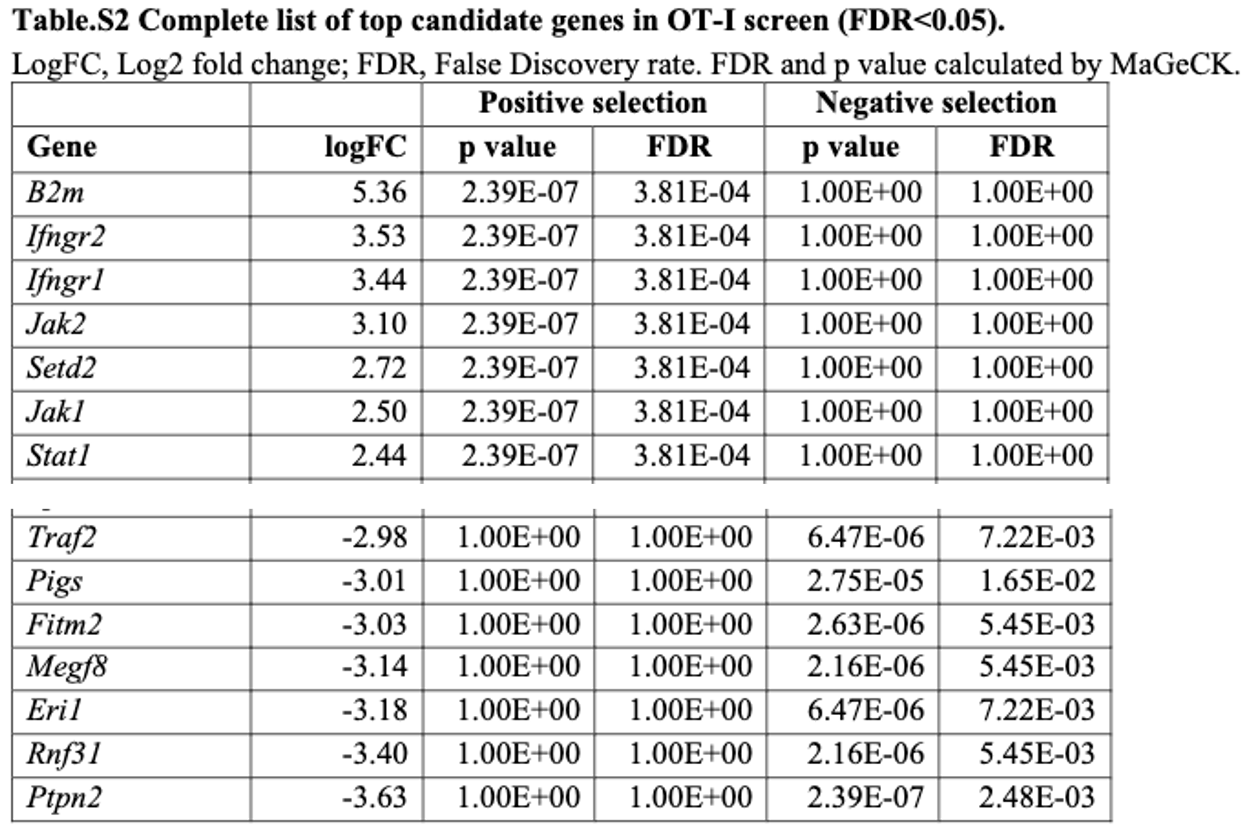 Table.S2 Complete list of top candidate genes in OT-I screen (FDR<0.05).
LogFC, Log2 fold change; FDR, False Discovery rate. FDR and p value calculated by MaGeCK.
Positive selection Negative selection
Gene logFC p value FDR p value FDR
B2m 5.36 2.39E-07 3.81E-04 1.00E+00 1.00E+00
Ifngr2 3.53 2.39E-07 3.81E-04 1.00E+00 1.00E+00
Ifngr1 3.44 2.39E-07 3.81E-04 1.00E+00 1.00E+00
Jak2 3.10 2.39E-07 3.81E-04 1.00E+00 1.00E+00
Setd2 2.72 2.39E-07 3.81E-04 1.00E+00 1.00E+00
Jak1 2.50 2.39E-07 3.81E-04 1.00E+00 1.00E+00
Stat1 2.44 2.39E-07 3.81E-04 1.00E+00 1.00E+00
Traf2 -2.98 1.00E+00 1.00E+00 6.47E-06 7.22E-03
Pigs -3.01 1.00E+00 1.00E+00 2.75E-05 1.65E-02
Fitm2 -3.03 1.00E+00 1.00E+00 2.63E-06 5.45E-03
Megf8 -3.14 1.00E+00 1.00E+00 2.16E-06 5.45E-03
Eri1 -3.18 1.00E+00 1.00E+00 6.47E-06 7.22E-03
Rnf31 -3.40 1.00E+00 1.00E+00 2.16E-06 5.45E-03
Ptpn2 -3.63 1.00E+00 1.00E+00 2.39E-07 2.48E-03